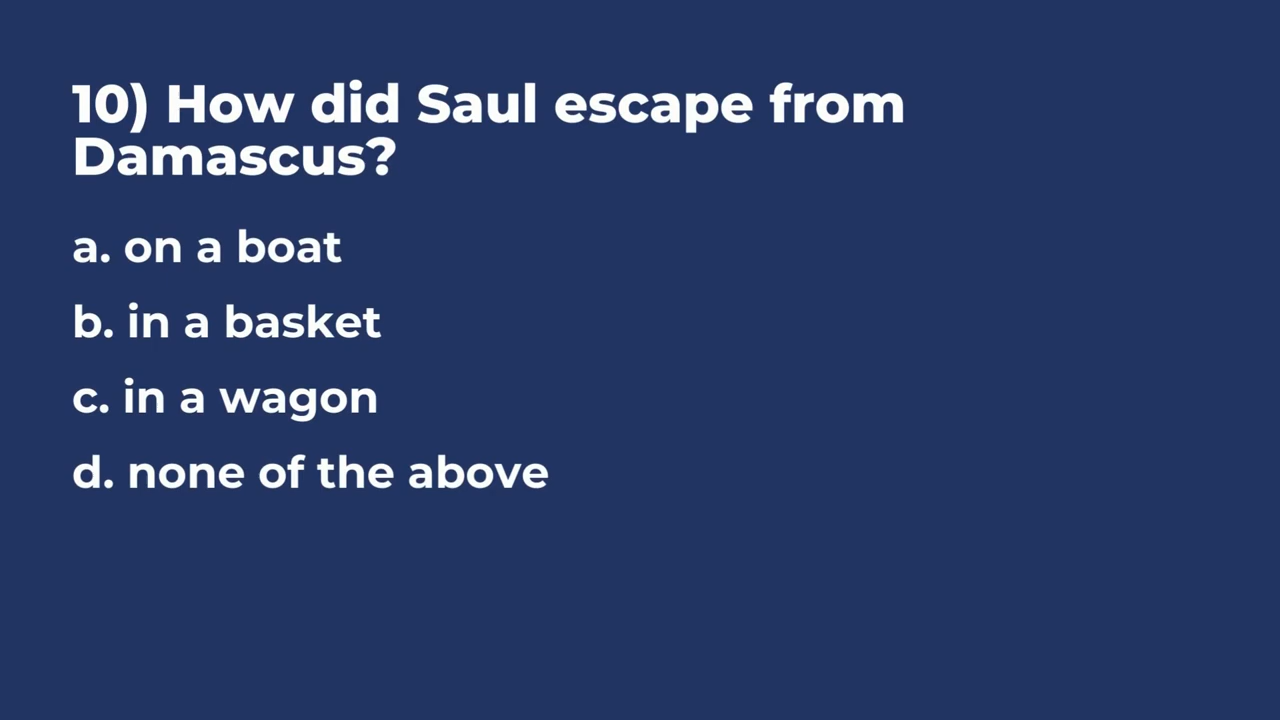 10) How did Saul escape from
Damascus?
a. on a boat
b. in a basket
c. in a wagon
d. none of the above